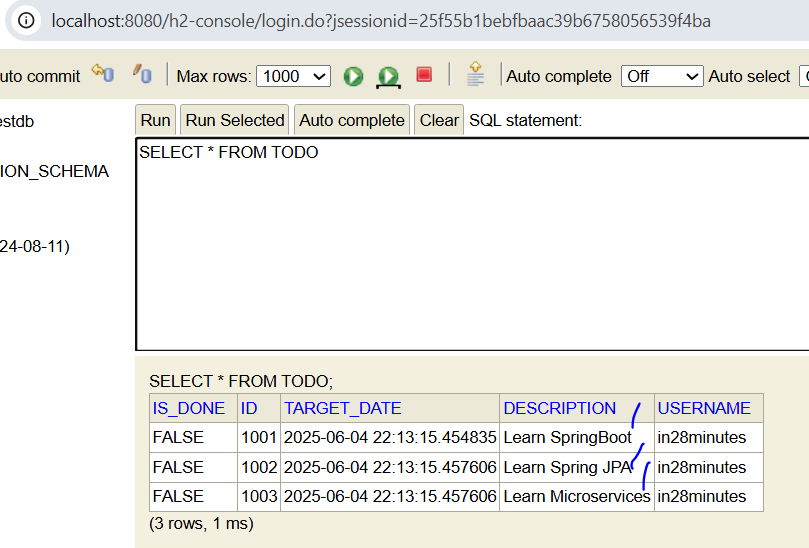 localhost:8080/h2-console/login.do?jsessionid=25f55b1bebfbaac39b6758056539f4ba
uto commit Max rows: 1000 Auto complete Off Auto select
estdb Run Run Selected Auto complete Clear SQL statement:
SELECT * FROM TODO
ION_SCHEMA
24-08-11)
SELECT * FROM TODO;
IS_DONE ID TARGET_DATE DESCRIPTION USERNAME
FALSE 1001 2025-06-04 22:13:15.454835 Learn SpringBoot in28minutes
FALSE 1002 2025-06-04 22:13:15.457606 Learn Spring JPA in28minutes
FALSE 1003 2025-06-04 22:13:15.457606 Learn Microservices in28minutes
(3 rows, 1 ms)